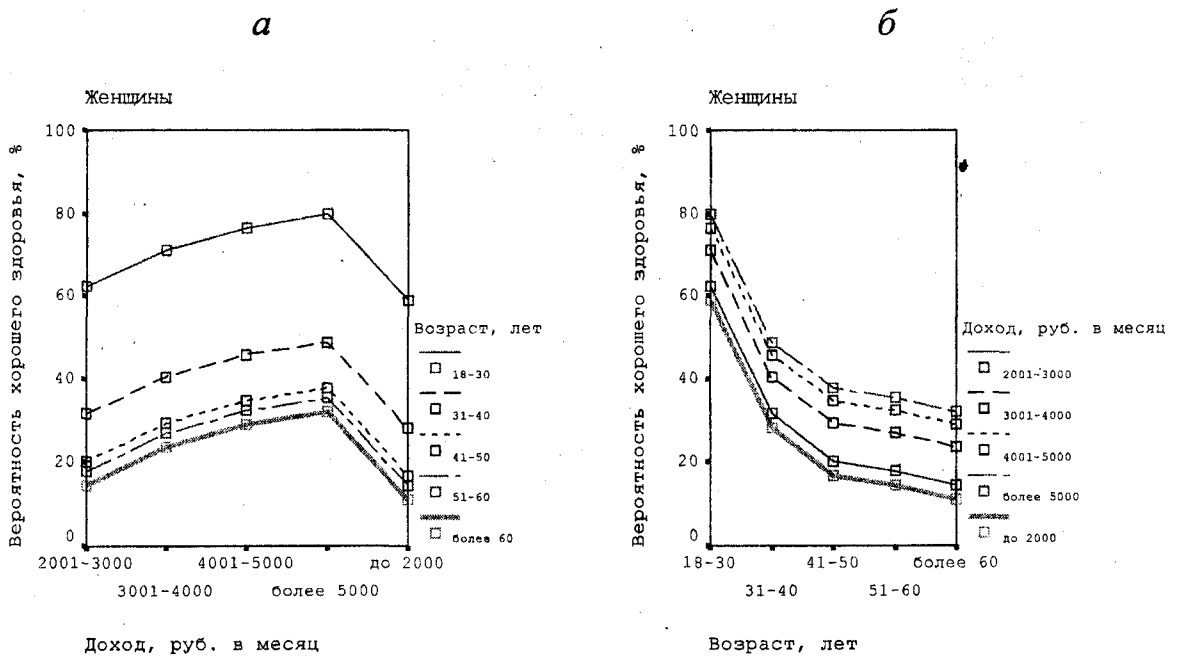 а
Женщины
Вероятность хорошего здоровья, %
100
80
60
40
20
0
2001-3000
3001-4000
4001-5000
более 5000
до 2000
Доход, руб. в месяц
Возраст, лет
18-30
31-40
41-50
51-60
более 60
б
Женщины
Вероятность хорошего здоровья, %
100
80
60
40
20
0
18-30
31-40
41-50
51-60
более 60
Возраст, лет
Доход, руб. в месяц
2001-3000
3001-4000
4001-5000
более 5000
до 2000